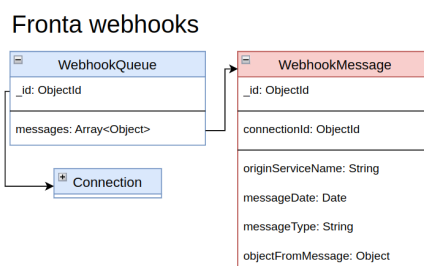 Fronta webhooks
WebhookQueue
_id: ObjectId
messages: Array<Object>
Connection
WebhookMessage
_id: ObjectId
connectionId: ObjectId
originServiceName: String
messageDate: Date
messageType: String
objectFromMessage: Object